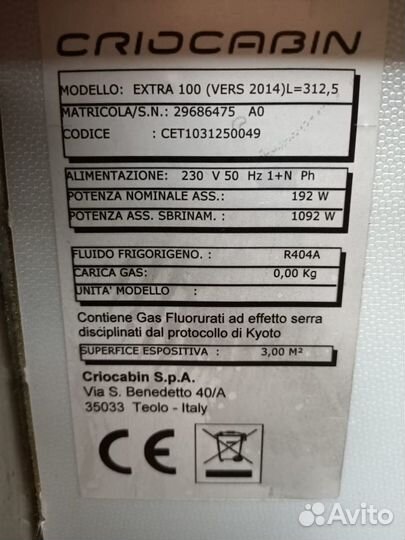 CRIOCABIN
MODELLO: EXTRA 100 (VERS 2014)L=312,5
MATRICOLA/S.N.: 29686475 A0
CODICE : CET1031250049
ALIMENTAZIONE: 230 V 50 Hz 1+N Ph
POTENZA NOMINALE ASS.: 192 W
POTENZA ASS. SBRINAM.: 1092 W
FLUIDO FRIGORIGENO. : R404A
CARICA GAS: 0,00 Kg
UNITA' MODELLO :
Contiene Gas Fluorurati ad effetto serra
disciplinati dal protocollo di Kyoto
SUPERFICE ESPOSITIVA : 3,00 M²
Criocabin S.p.A.
Via S. Benedetto 40/A
35033 Teolo - Italy
CE
Avito